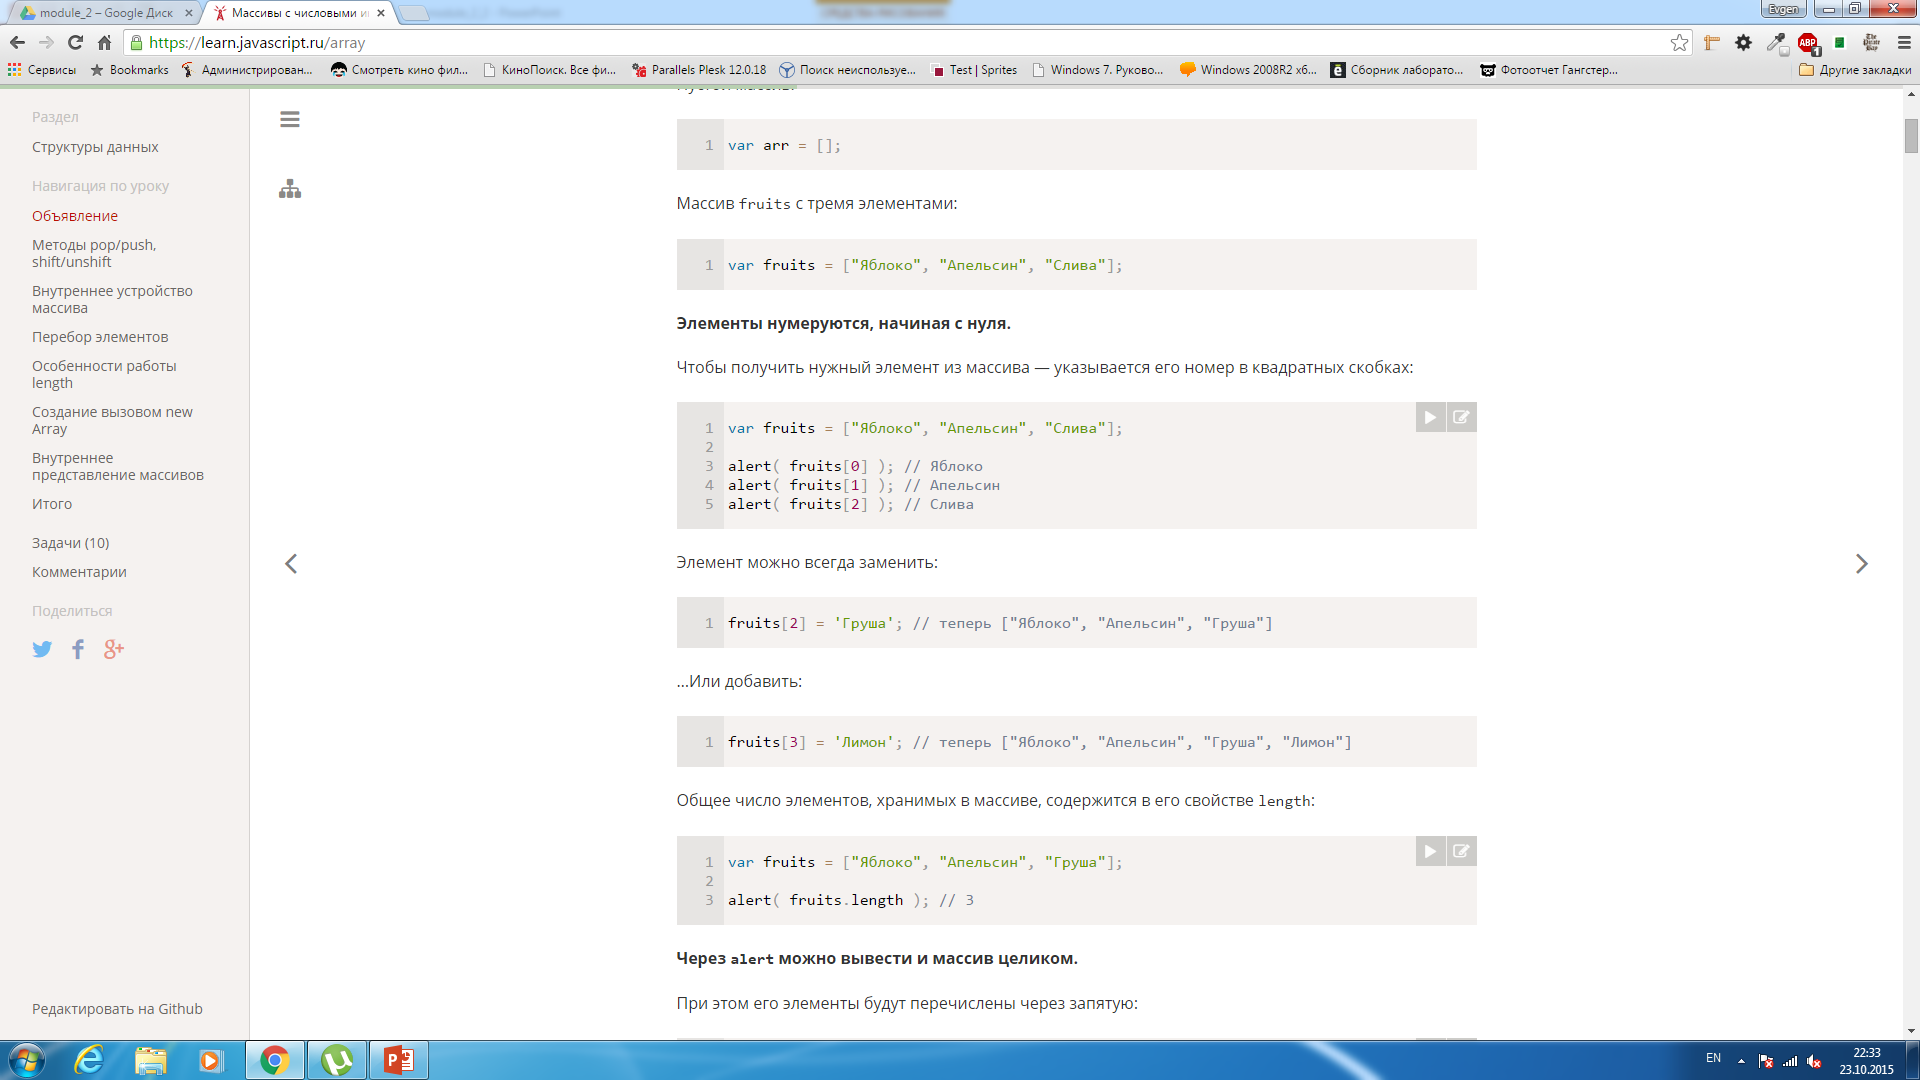 module_2 – Google Диск
Массивы с числовыми и
Evgen
https://learn.javascript.ru/array
Сервисы
Bookmarks
Администрирован...
Смотреть кино фил...
КиноПоиск. Все фи...
Parallels Plesk 12.0.18
Поиск неиспользуе...
Test | Sprites
Windows 7. Руково...
Windows 2008R2 хб...
Сборник лаборато...
Фотоотчет Гангстер...
Другие закладки
ABP
1
Раздел
Структуры данных
Навигация по уроку
Объявление
Методы pop/push,
shift/unshift
Внутреннее устройство
массива
Перебор элементов
Особенности работы
length
Создание вызовом new
Array
Внутреннее
представление массивов
Итого
Задачи (10)
Комментарии
Поделиться
Редактировать на Github
1 var arr = [];
Массив fruits с тремя элементами:
1 var fruits = ["Яблоко", "Апельсин", "Слива"];
Элементы нумеруются, начиная с нуля.
Чтобы получить нужный элемент из массива — указывается его номер в квадратных скобках:
1 var fruits = ["Яблоко", "Апельсин", "Слива"];
2
3 alert( fruits[0] ); // Яблоко
4 alert( fruits[1] ); // Апельсин
5 alert( fruits[2] ); // Слива
Элемент можно всегда заменить:
1 fruits[2] = 'Груша'; // теперь ["Яблоко", "Апельсин", "Груша"]
…Или добавить:
1 fruits[3] = 'Лимон'; // теперь ["Яблоко", "Апельсин", "Груша", "Лимон"]
Общее число элементов, хранимых в массиве, содержится в его свойстве length:
1 var fruits = ["Яблоко", "Апельсин", "Груша"];
2
3 alert( fruits.length ); // 3
Через alert можно вывести и массив целиком.
При этом его элементы будут перечислены через запятую:
EN
22:33
23.10.2015